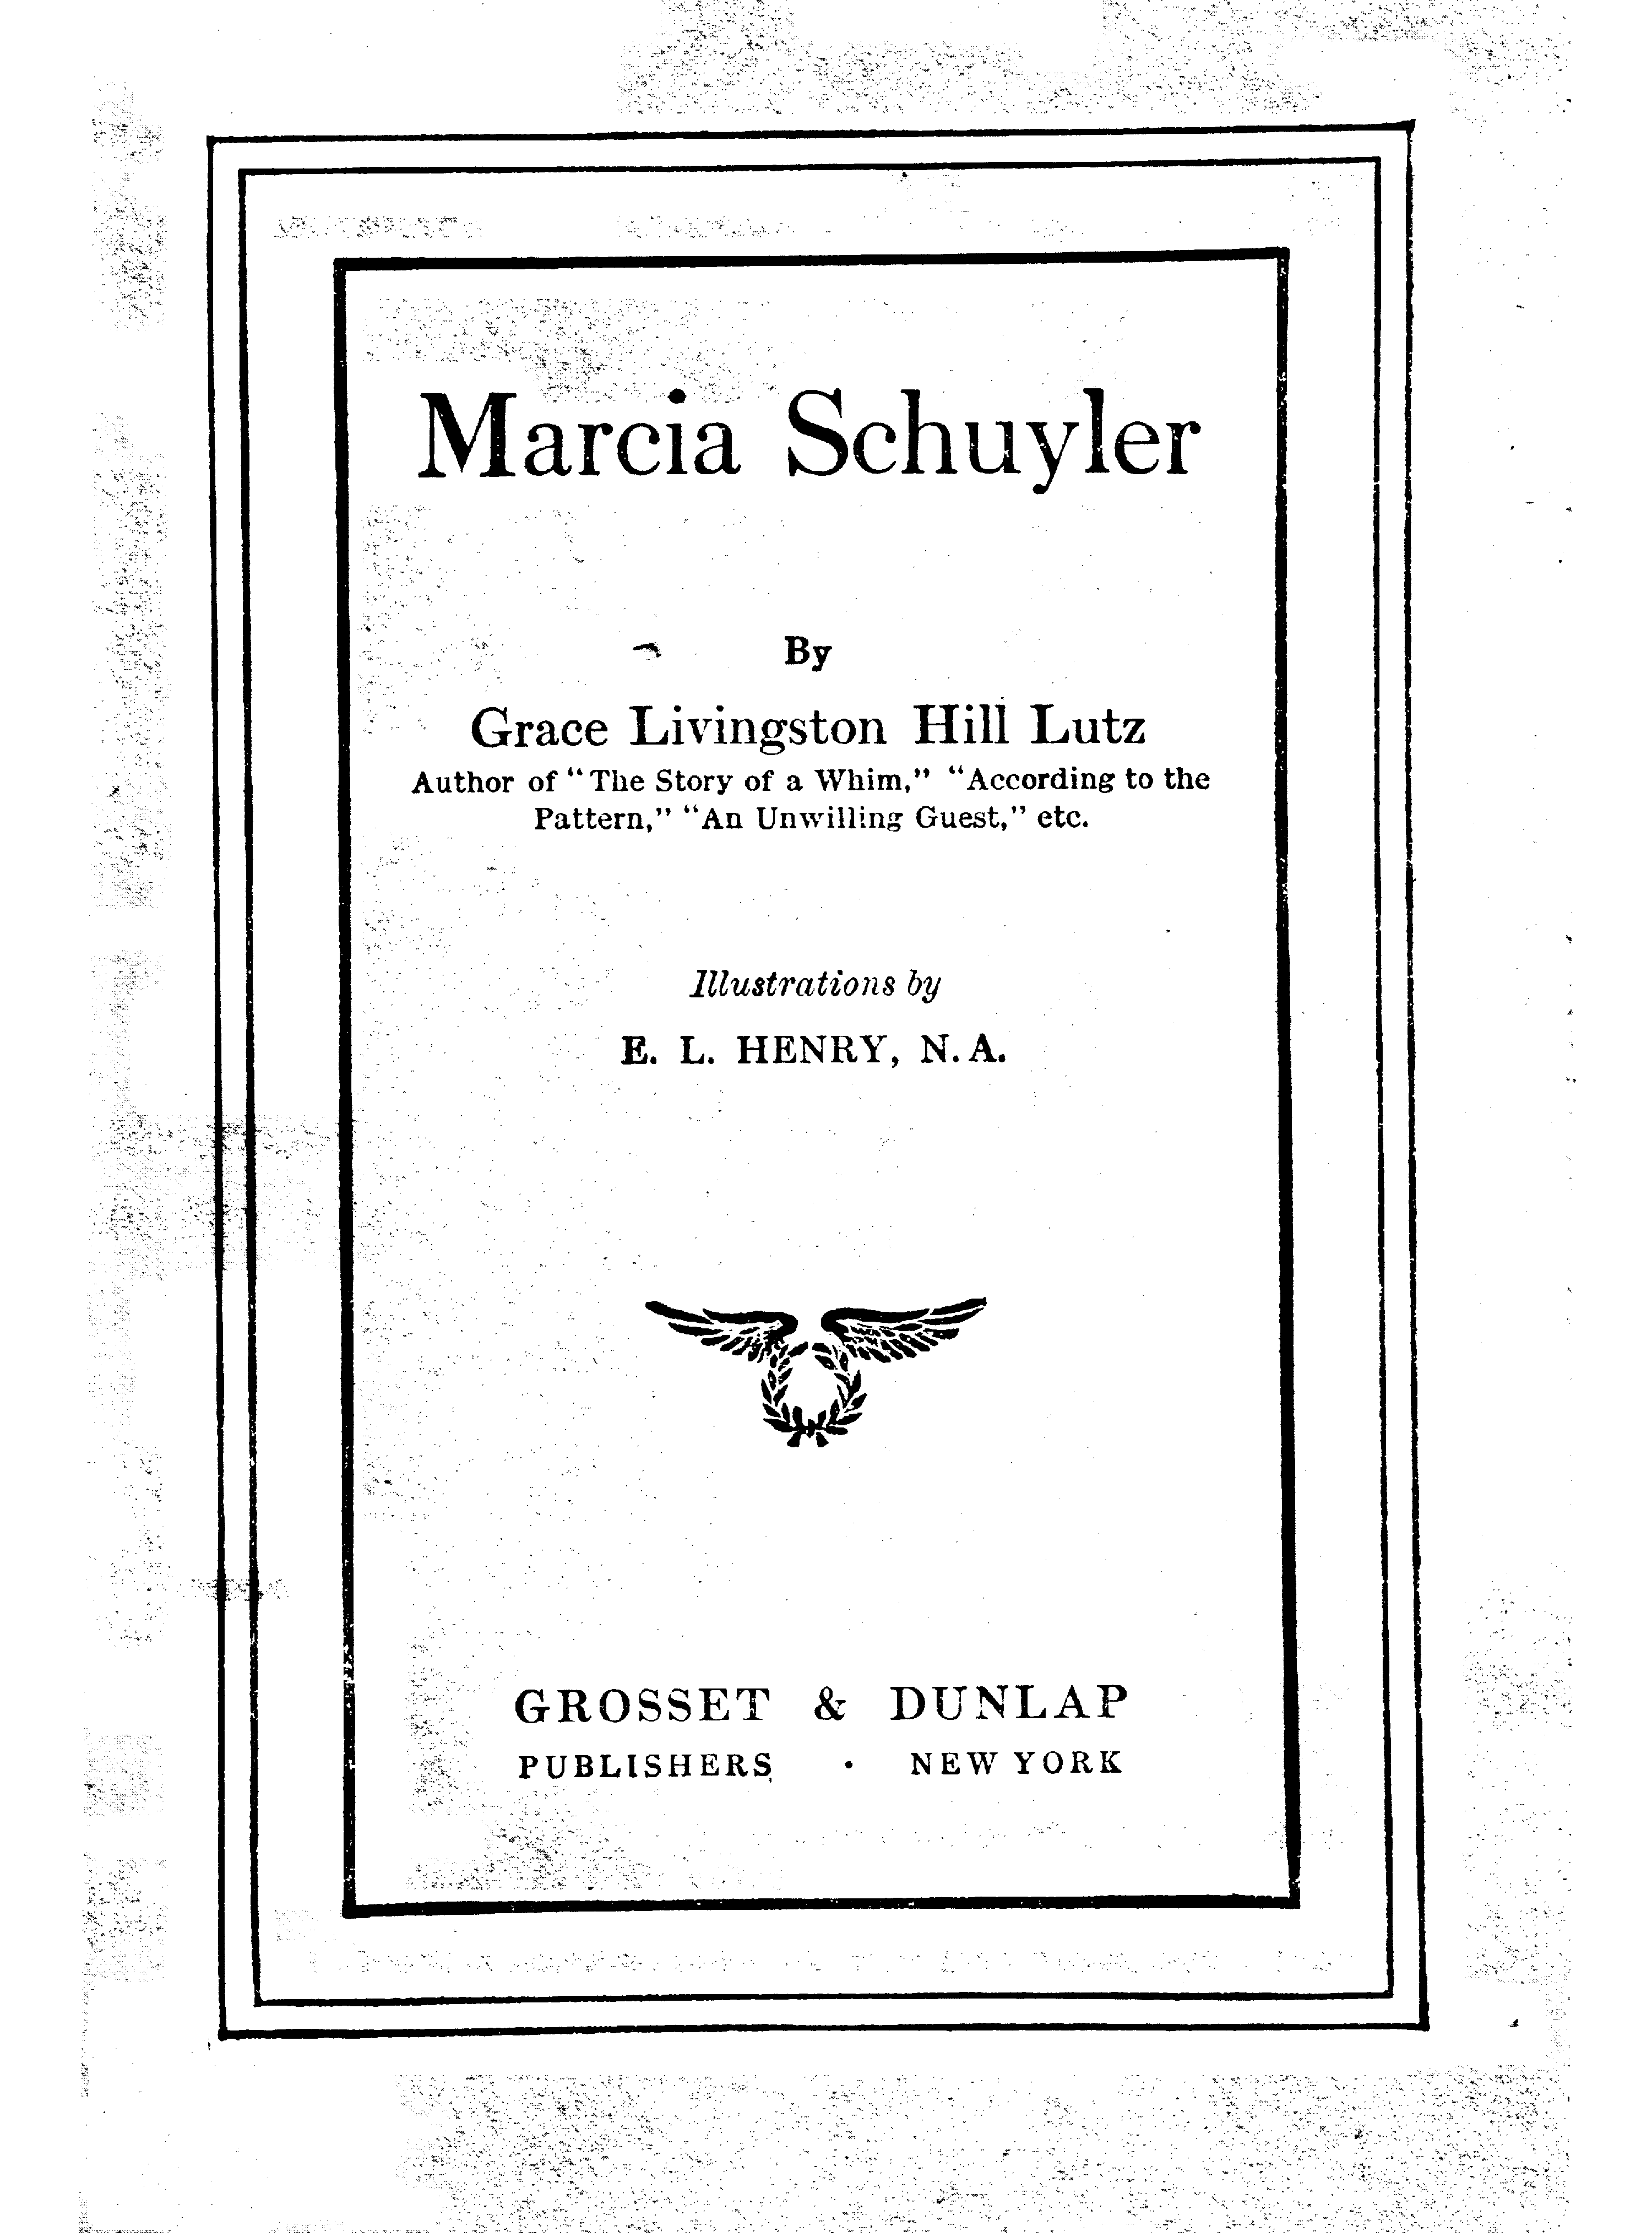 Marcia Schuyler
By
Grace Livingston Hill Lutz
Author of "The Story of a Whim," "According to the
Pattern," "An Unwilling Guest," etc.
Illustrations by
E. L. HENRY, N. A.
GROSSET & DUNLAP
PUBLISHERS · NEW YORK